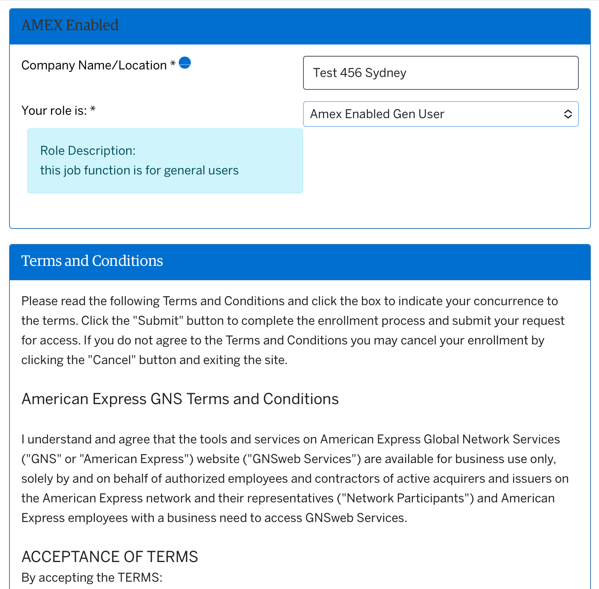 AMEX Enabled
Company Name/Location *
Test 456 Sydney
Your role is: *
Amex Enabled Gen User
Role Description:
this job function is for general users
Terms and Conditions
Please read the following Terms and Conditions and click the box to indicate your concurrence to
the terms. Click the "Submit" button to complete the enrollment process and submit your request
for access. If you do not agree to the Terms and Conditions you may cancel your enrollment by
clicking the "Cancel" button and exiting the site.
American Express GNS Terms and Conditions
I understand and agree that the tools and services on American Express Global Network Services
("GNS" or "American Express") website ("GNSweb Services") are available for business use only,
solely by and on behalf of authorized employees and contractors of active acquirers and issuers on
the American Express network and their representatives ("Network Participants") and American
Express employees with a business need to access GNSweb Services.
ACCEPTANCE OF TERMS
By accepting the TERMS: